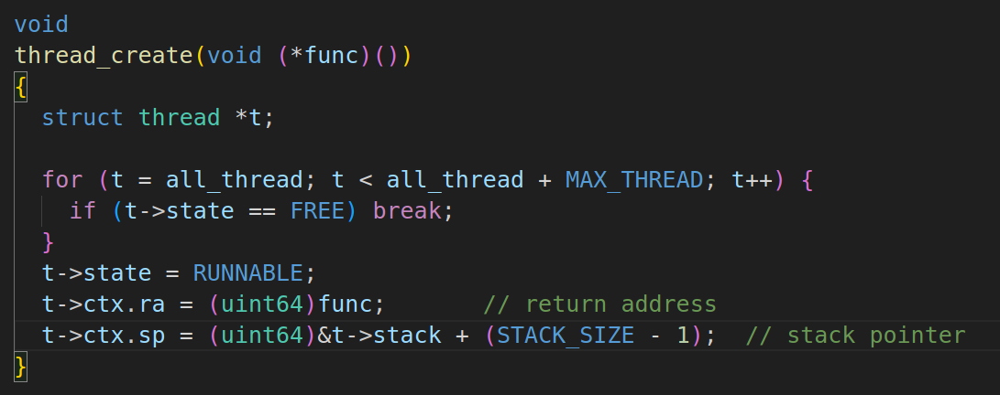 void
thread_create(void (*func)())
{
  struct thread *t;

  for (t = all_thread; t < all_thread + MAX_THREAD; t++) {
    if (t->state == FREE) break;
  }
  t->state = RUNNABLE;
  t->ctx.ra = (uint64)func;       // return address
  t->ctx.sp = (uint64)&t->stack + (STACK_SIZE - 1);  // stack pointer
}